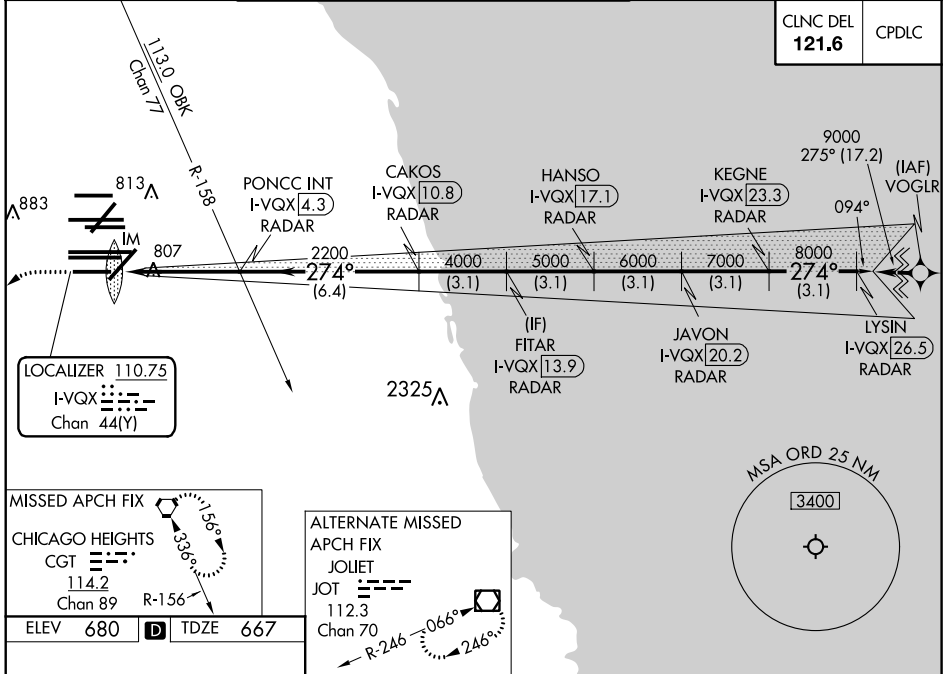 CLNC DEL
121.6
CPDLC
113.0 OBK
Chan 77
R-158
883
813
IM
807
PONCC INT
I-VQX 4.3
RADAR
CAKOS
I-VQX 10.8
RADAR
HANSO
I-VQX 17.1
RADAR
KEGNE
I-VQX 23.3
RADAR
9000
275° (17.2)
(IAF)
VOGLR
094°
2200
274°
(6.4)
4000
(3.1)
5000
(3.1)
6000
(3.1)
7000
(3.1)
8000
274°
(3.1)
(IF)
FITAR
I-VQX 13.9
RADAR
JAVON
I-VQX 20.2
RADAR
LYSIN
I-VQX 26.5
RADAR
LOCALIZER 110.75
I-VQX
Chan 44(Y)
2325
MSA ORD 25 NM
3400
MISSED APCH FIX
CHICAGO HEIGHTS
CGT
114.2
Chan 89
R-156
336°
156°
ALTERNATE MISSED
APCH FIX
JOLIET
JOT
112.3
Chan 70
R-246
066°
246°
ELEV 680 D TDZE 667